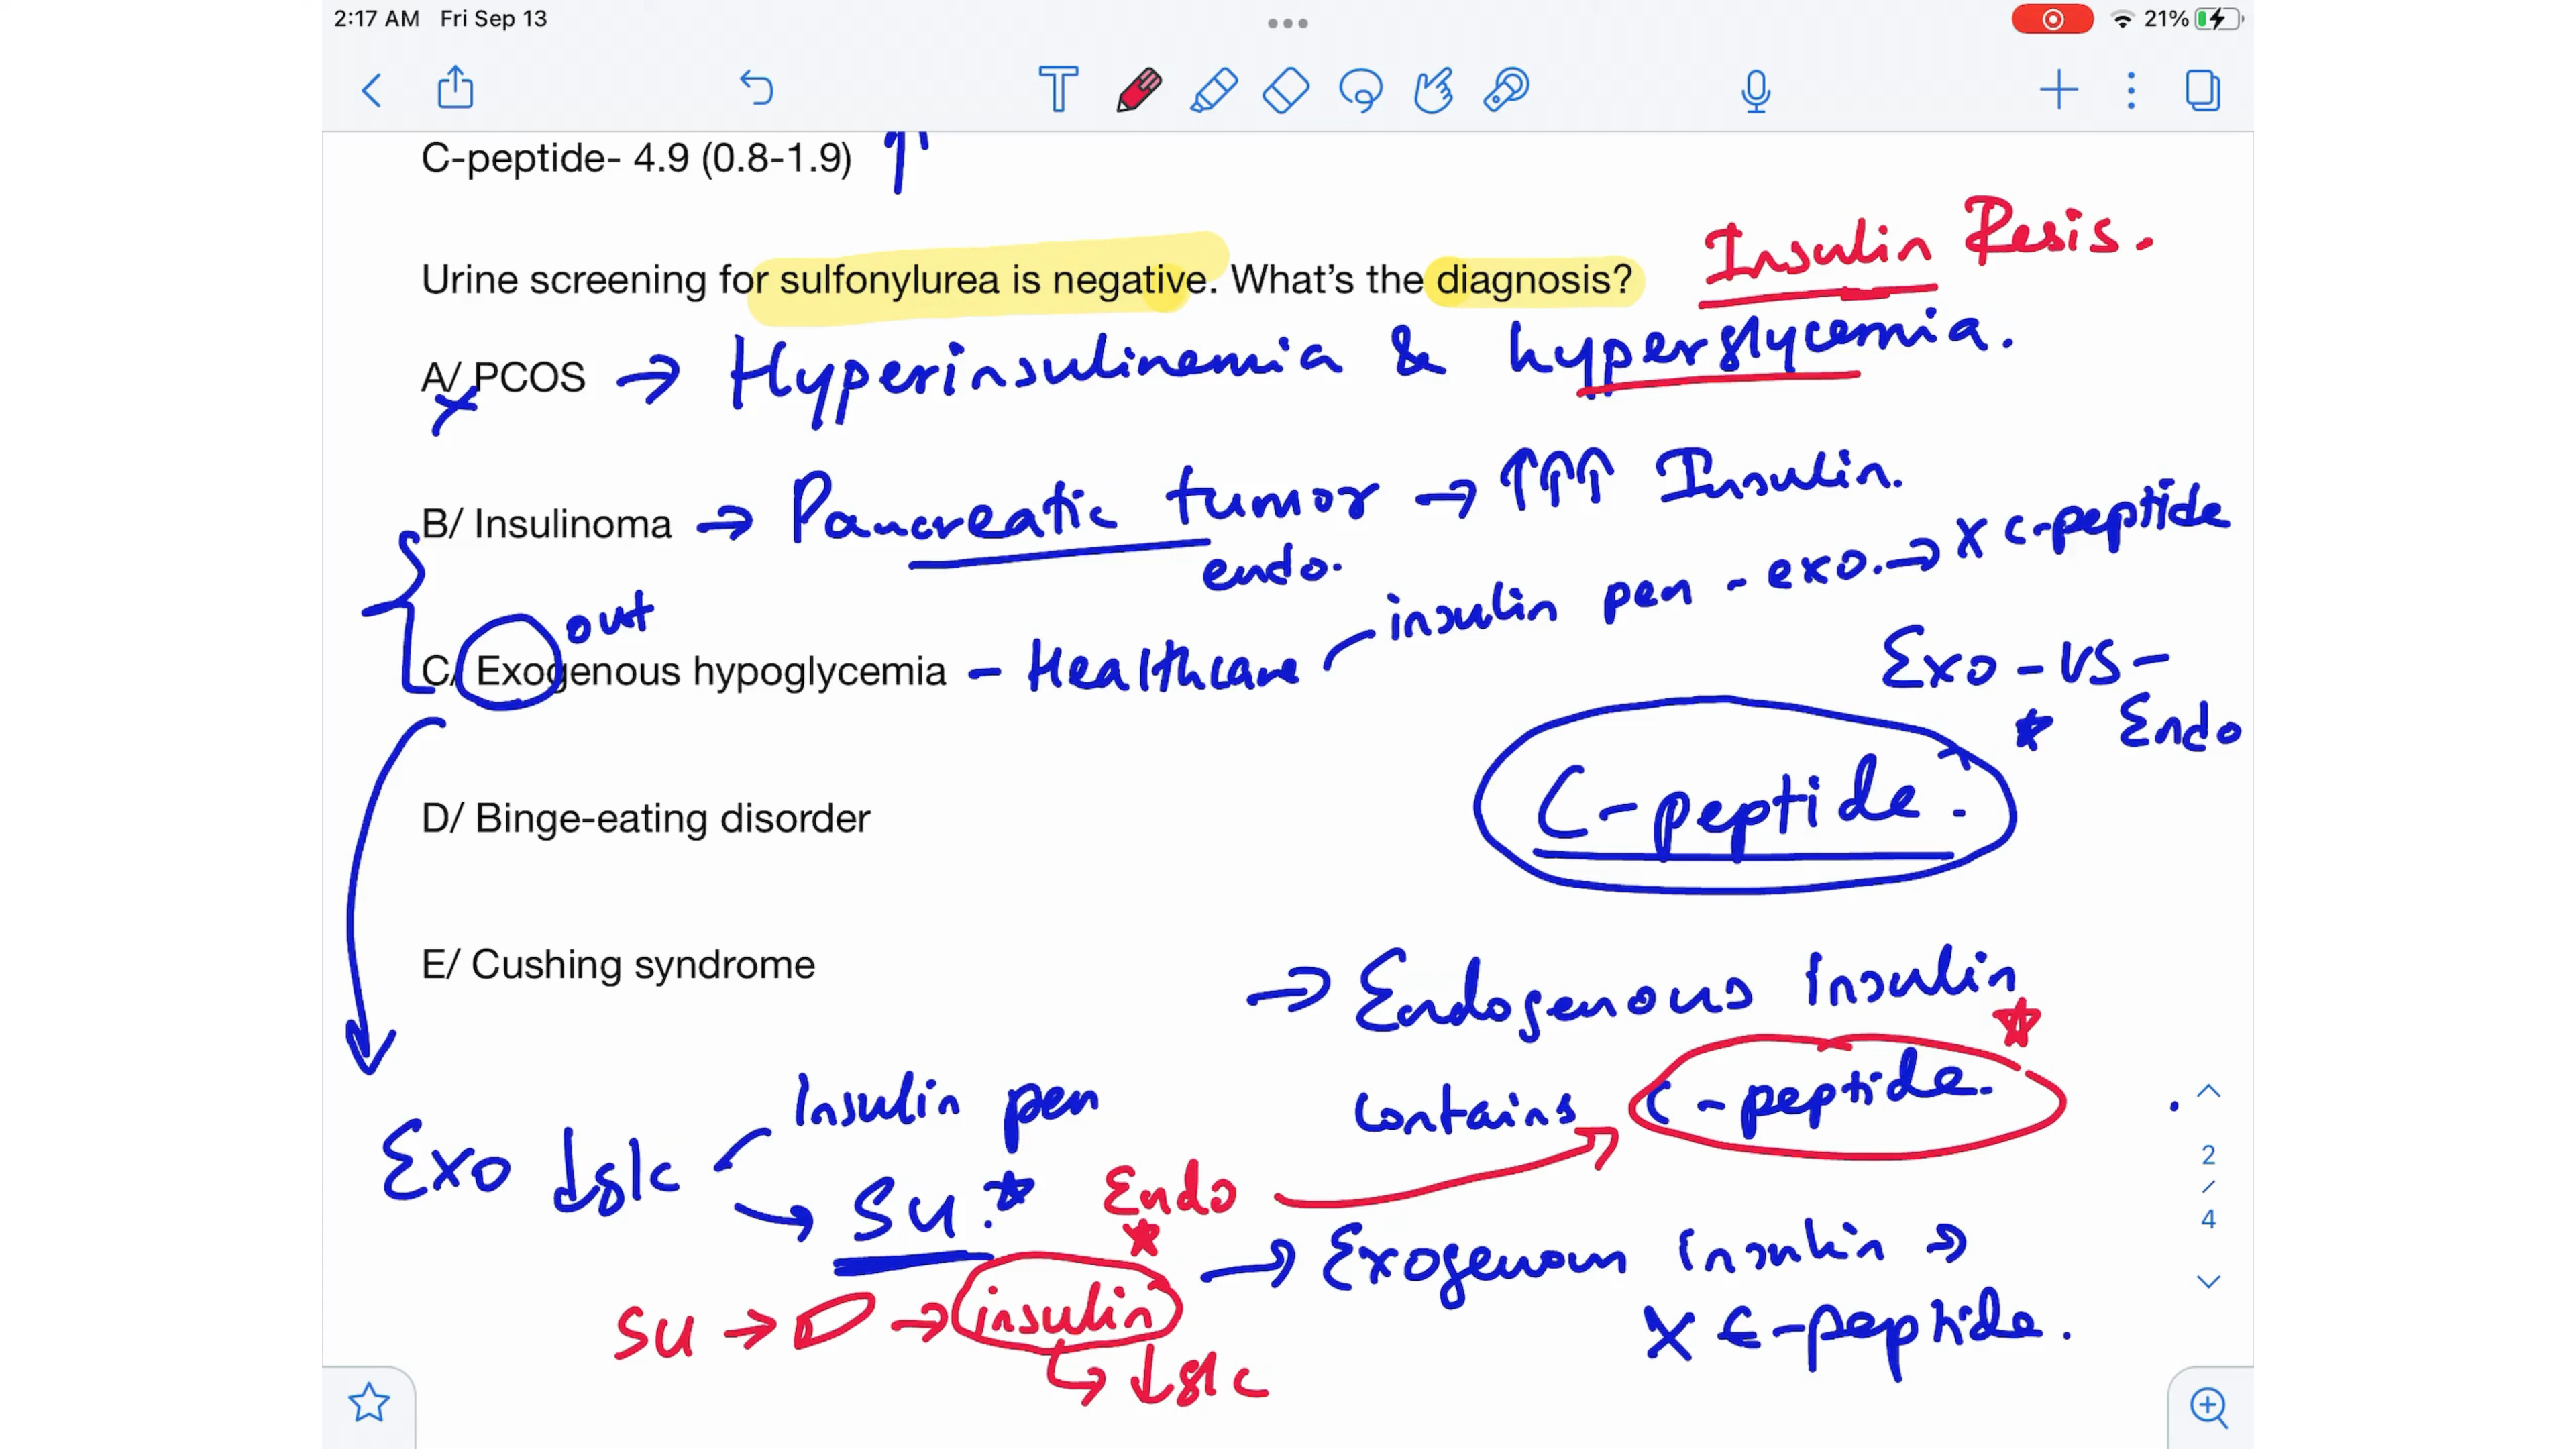 2:17 AM Fri Sep 13
21%
C-peptide- 4.9 (0.8-1.9) ↑
Insulin Resis.
Urine screening for sulfonylurea is negative. What's the diagnosis?
A/ PCOS → Hyperinsulinemia & hyperglycemia.
B/ Insulinoma → Pancreatic tumor → ↑↑↑ Insulin.
endo.
insulin pen - exo. → X C-peptide
out
C/ Exogenous hypoglycemia - Healthcare
Exo - vs - Endo
C-peptide.
D/ Binge-eating disorder
E/ Cushing syndrome
→ Endogenous insulin
contains C-peptide.
Insulin pen
Exo ↓glc
→ SU.
Endo
→ Exogenous insulin →
X C-peptide.
SU → → insulin
↳ ↓glc
2
/
4